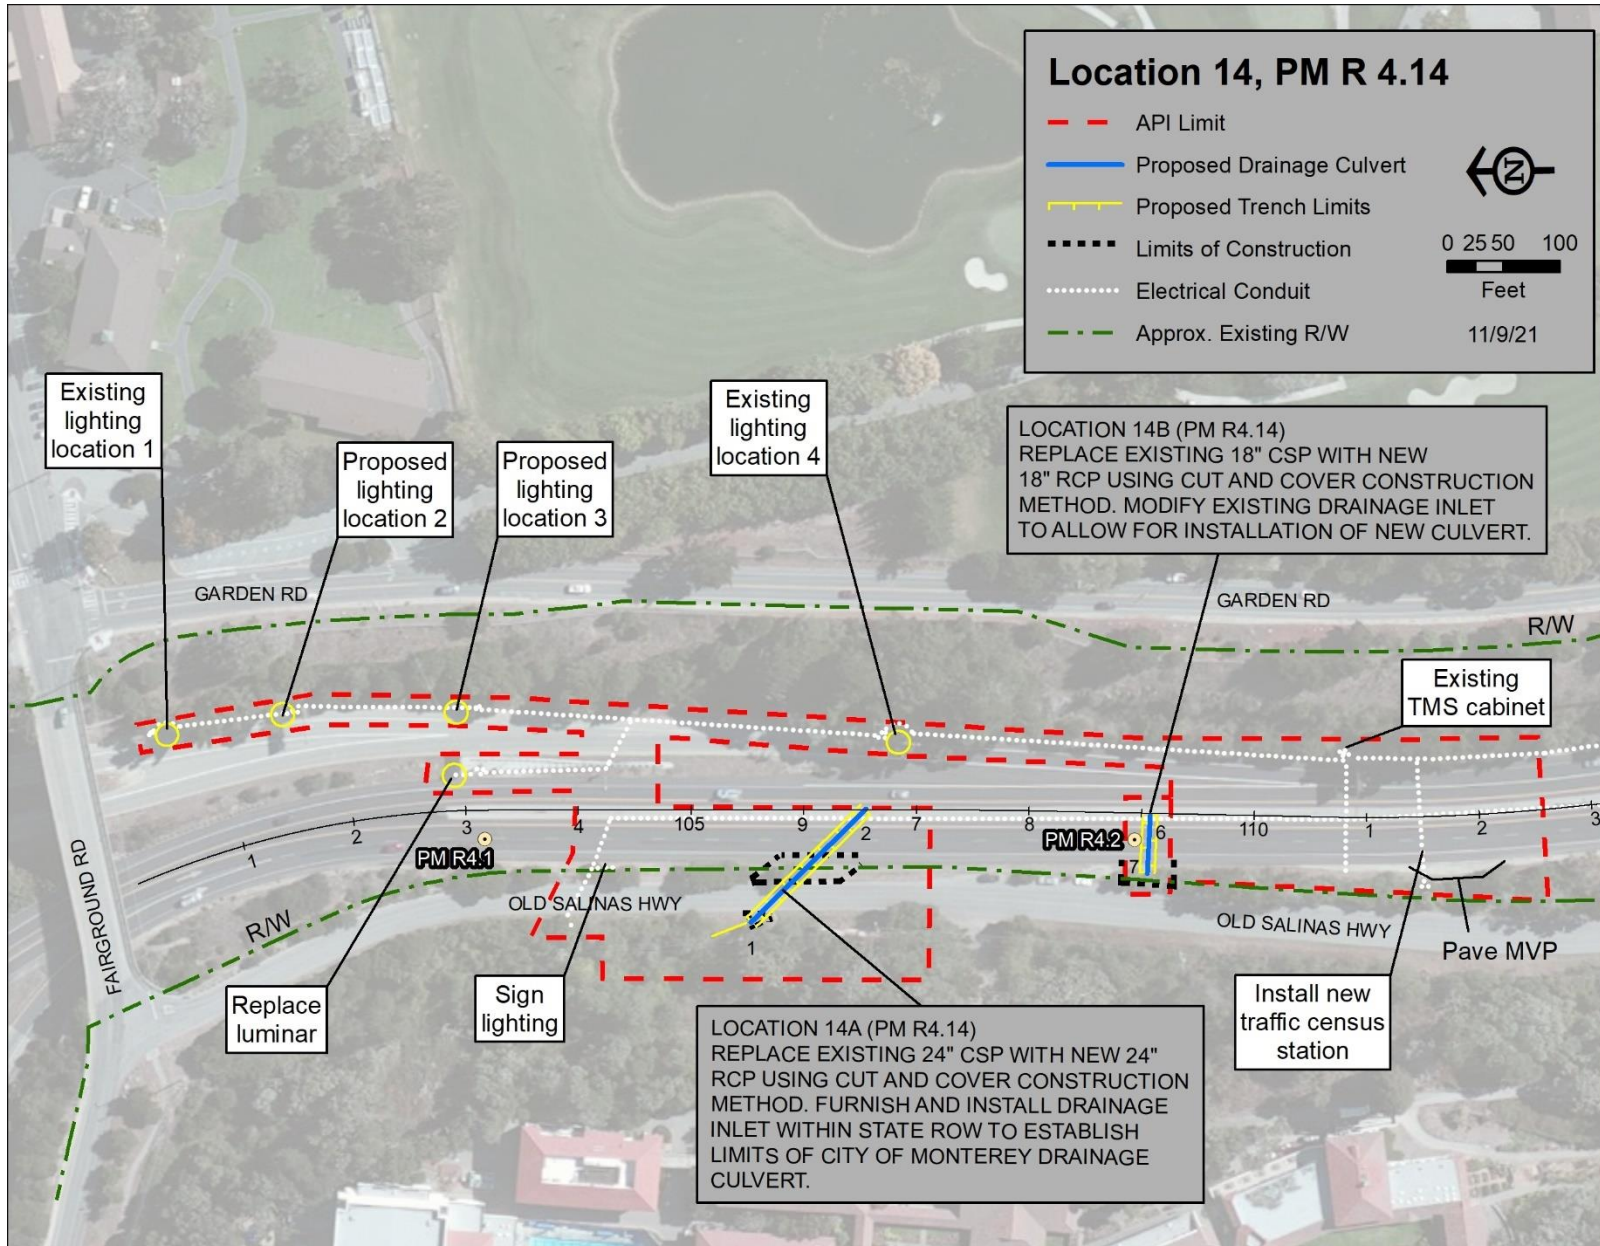 Location 14, PM R 4.14
API Limit
Proposed Drainage Culvert
Proposed Trench Limits
Limits of Construction
Electrical Conduit
Approx. Existing R/W
N
0 25 50 100
Feet
11/9/21
Existing
lighting
location 1
Proposed
lighting
location 2
Proposed
lighting
location 3
Existing
lighting
location 4
LOCATION 14B (PM R4.14)
REPLACE EXISTING 18" CSP WITH NEW
18" RCP USING CUT AND COVER CONSTRUCTION
METHOD. MODIFY EXISTING DRAINAGE INLET
TO ALLOW FOR INSTALLATION OF NEW CULVERT.
GARDEN RD
GARDEN RD
R/W
Existing
TMS cabinet
1
2
3
4
105
9
2
7
8
6
110
1
2
3
PM R4.1
PM R4.2
7
FAIRGROUND RD
R/W
OLD SALINAS HWY
1
OLD SALINAS HWY
Pave MVP
Replace
luminar
Sign
lighting
Install new
traffic census
station
LOCATION 14A (PM R4.14)
REPLACE EXISTING 24" CSP WITH NEW 24"
RCP USING CUT AND COVER CONSTRUCTION
METHOD. FURNISH AND INSTALL DRAINAGE
INLET WITHIN STATE ROW TO ESTABLISH
LIMITS OF CITY OF MONTEREY DRAINAGE
CULVERT.